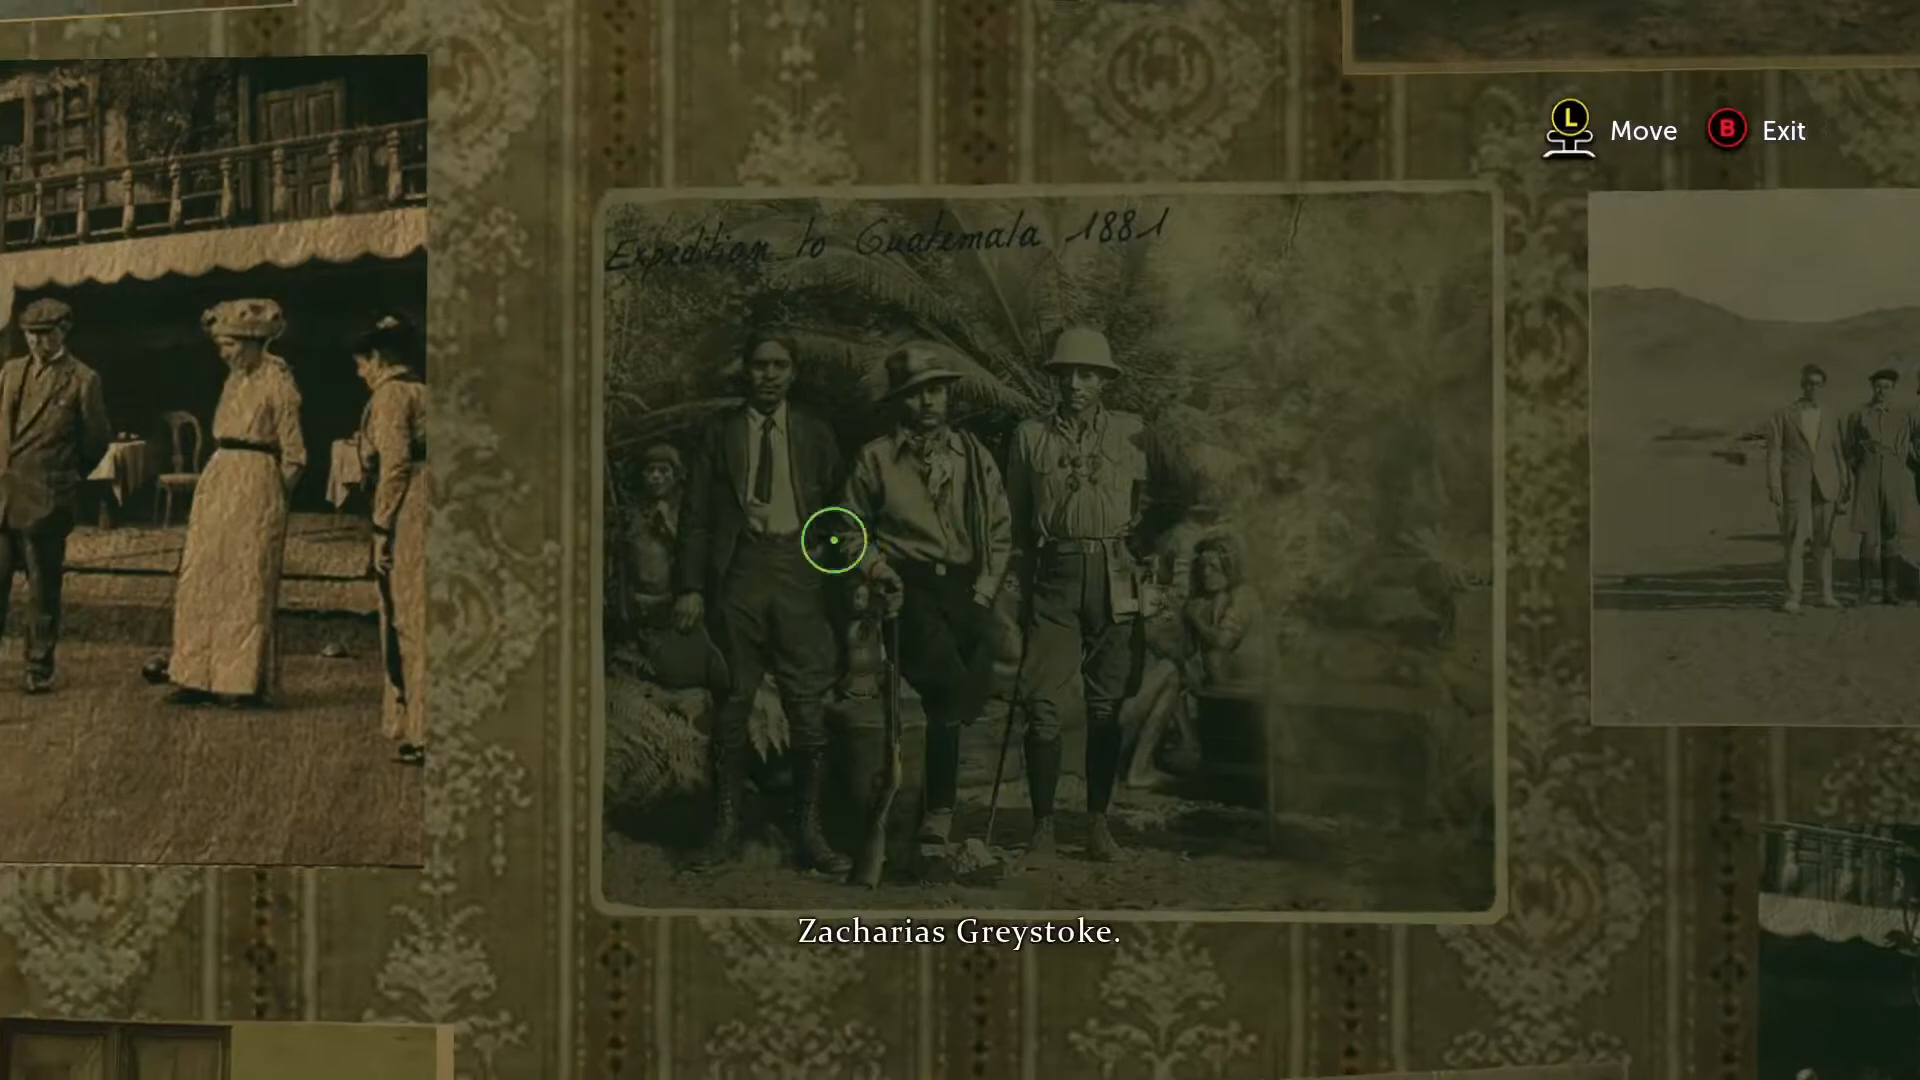 L Move B Exit
Expedition to Guatemala 1881
Zacharias Greystoke.